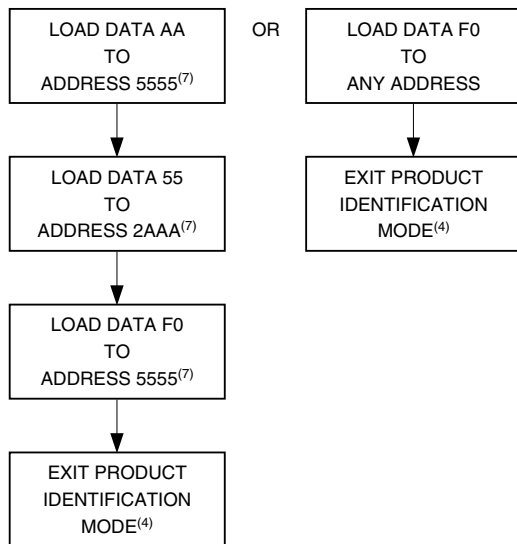 LOAD DATA AA
TO
ADDRESS 5555(7)
LOAD DATA 55
TO
ADDRESS 2AAA(7)
LOAD DATA F0
TO
ADDRESS 5555(7)
EXIT PRODUCT
IDENTIFICATION
MODE(4)
OR
LOAD DATA F0
TO
ANY ADDRESS
EXIT PRODUCT
IDENTIFICATION
MODE(4)